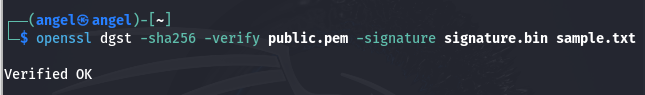 ┌──(angel㉿angel)-[~]
└─$ openssl dgst -sha256 -verify public.pem -signature signature.bin sample.txt
Verified OK